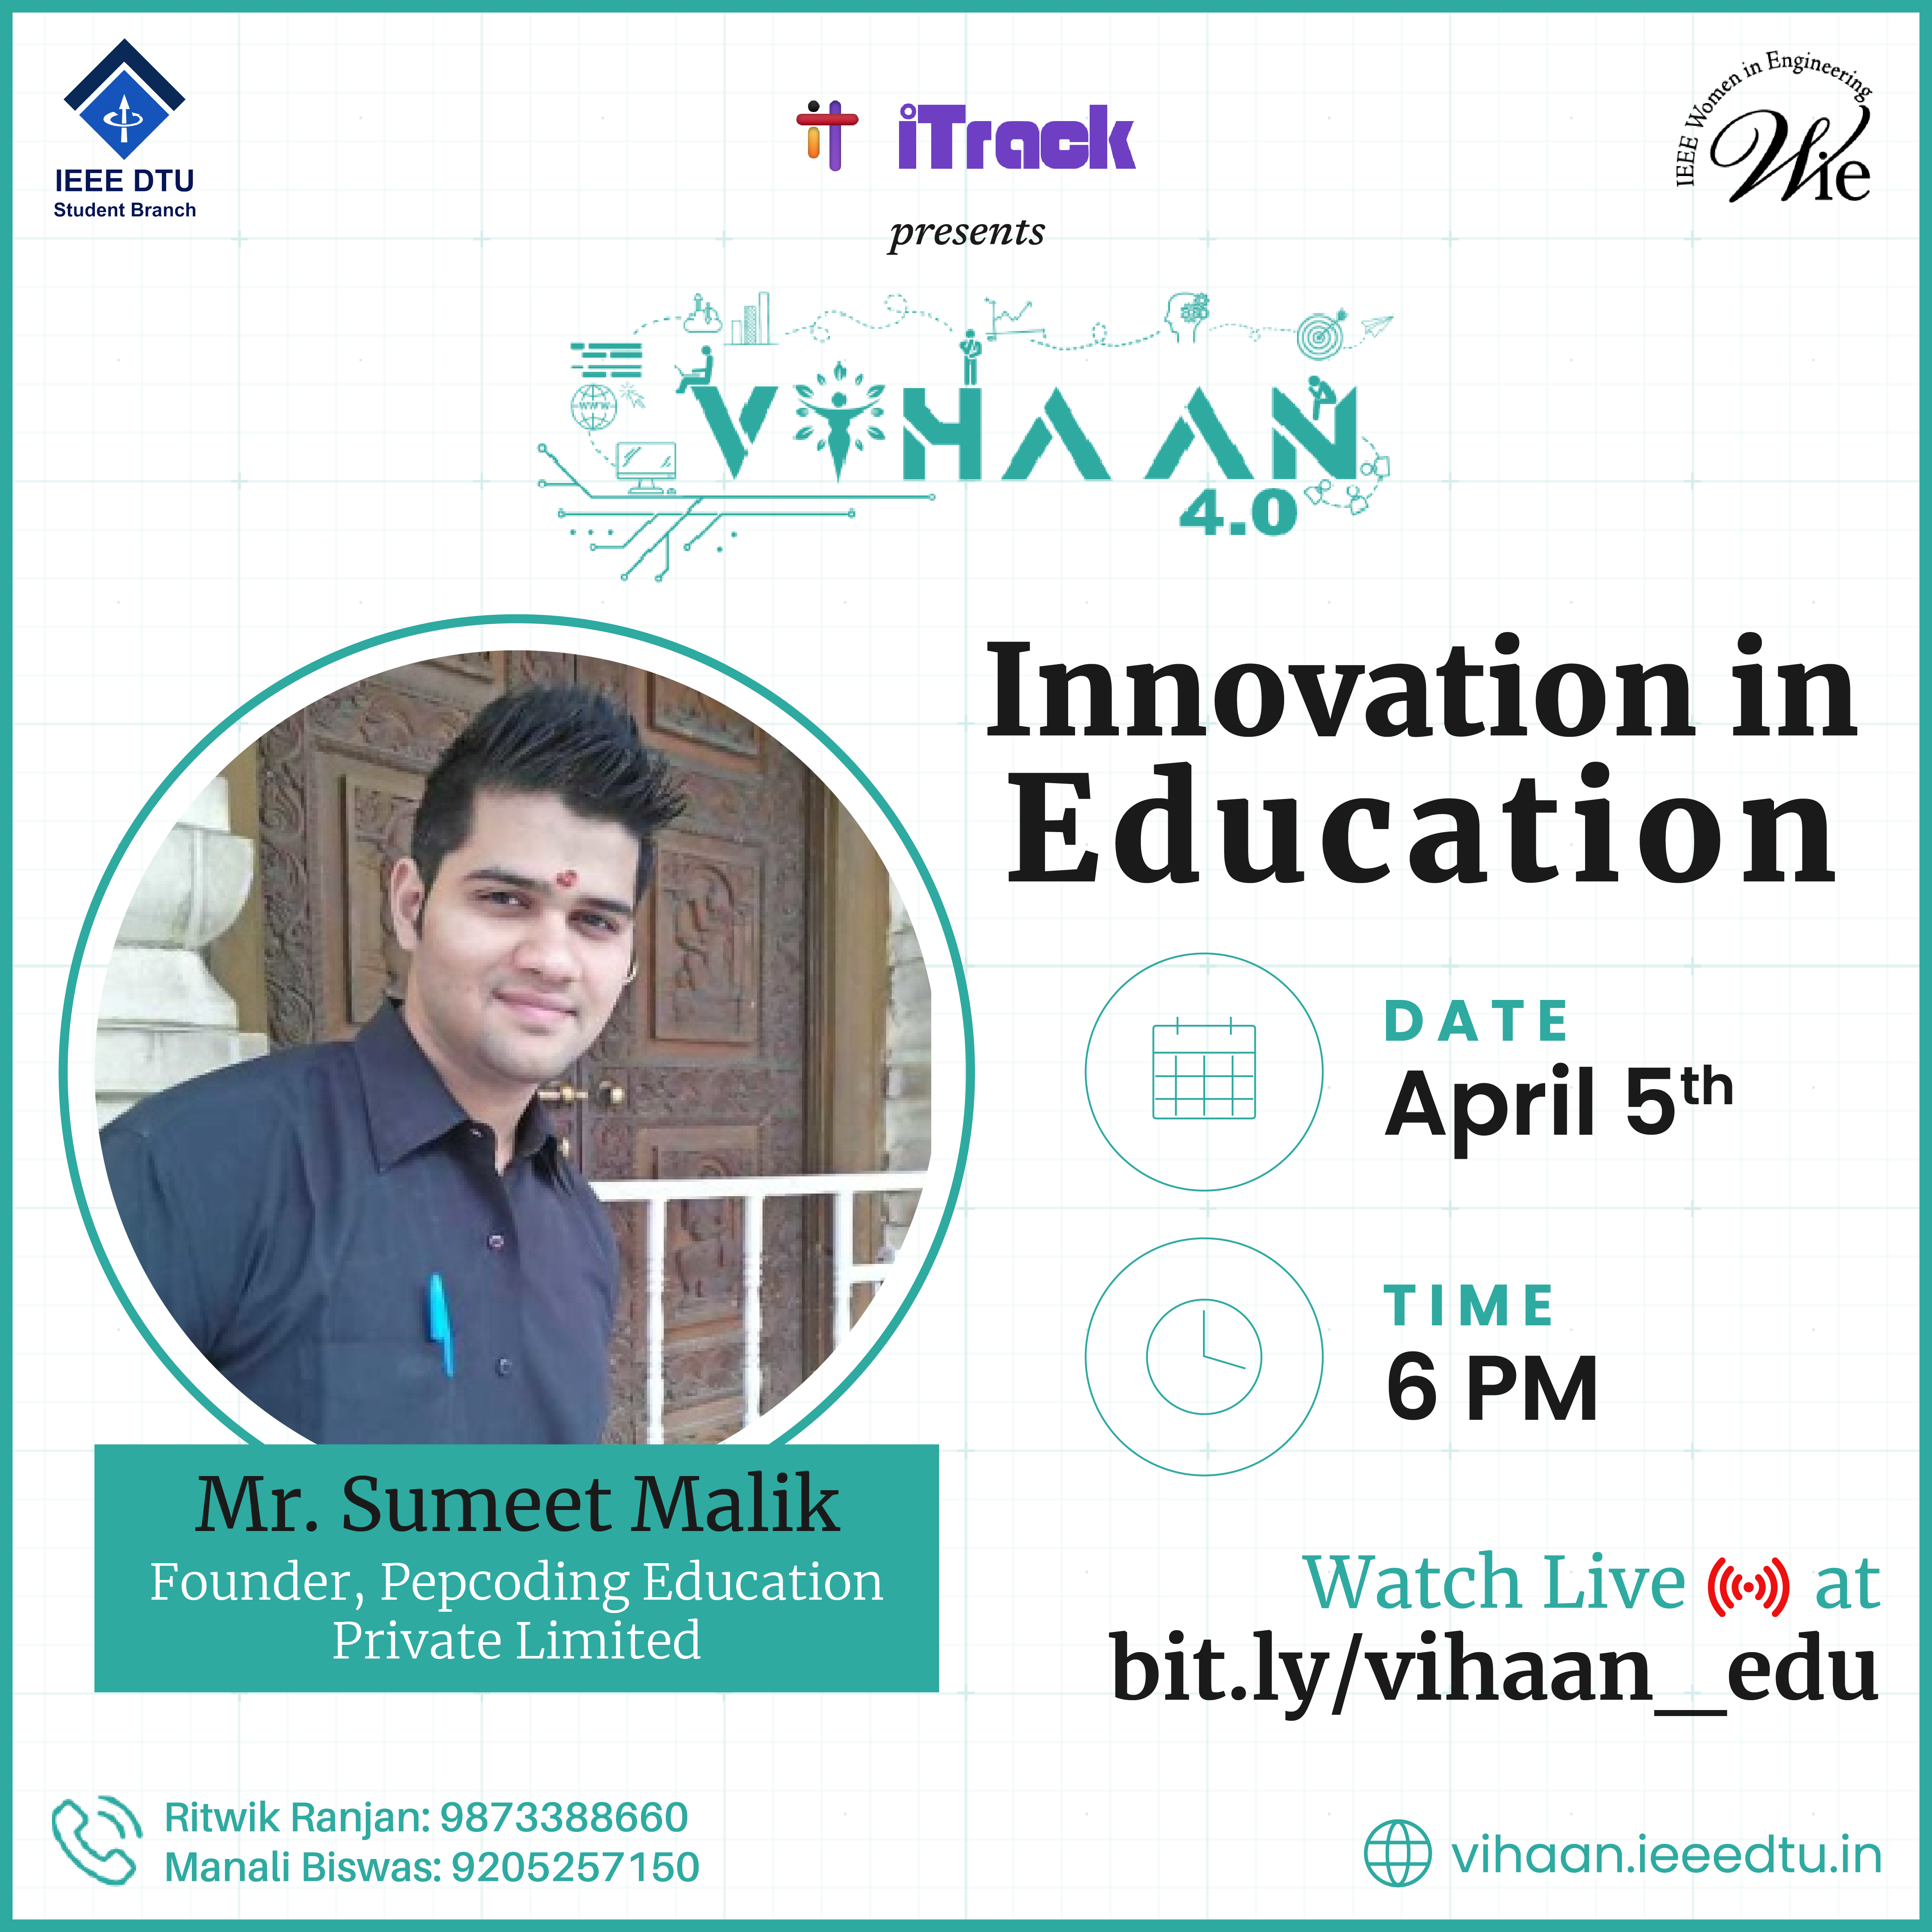 IEEE DTU
Student Branch
iTrack
IEEE Women in Engineering
Wie
presents
WWW
VIHAAN
4.0
Innovation in
Education
DATE
April 5th
TIME
6 PM
Mr. Sumeet Malik
Founder, Pepcoding Education
Private Limited
Watch Live at
bit.ly/vihaan_edu
Ritwik Ranjan: 9873388660
Manali Biswas: 9205257150
vihaan.ieeedtu.in